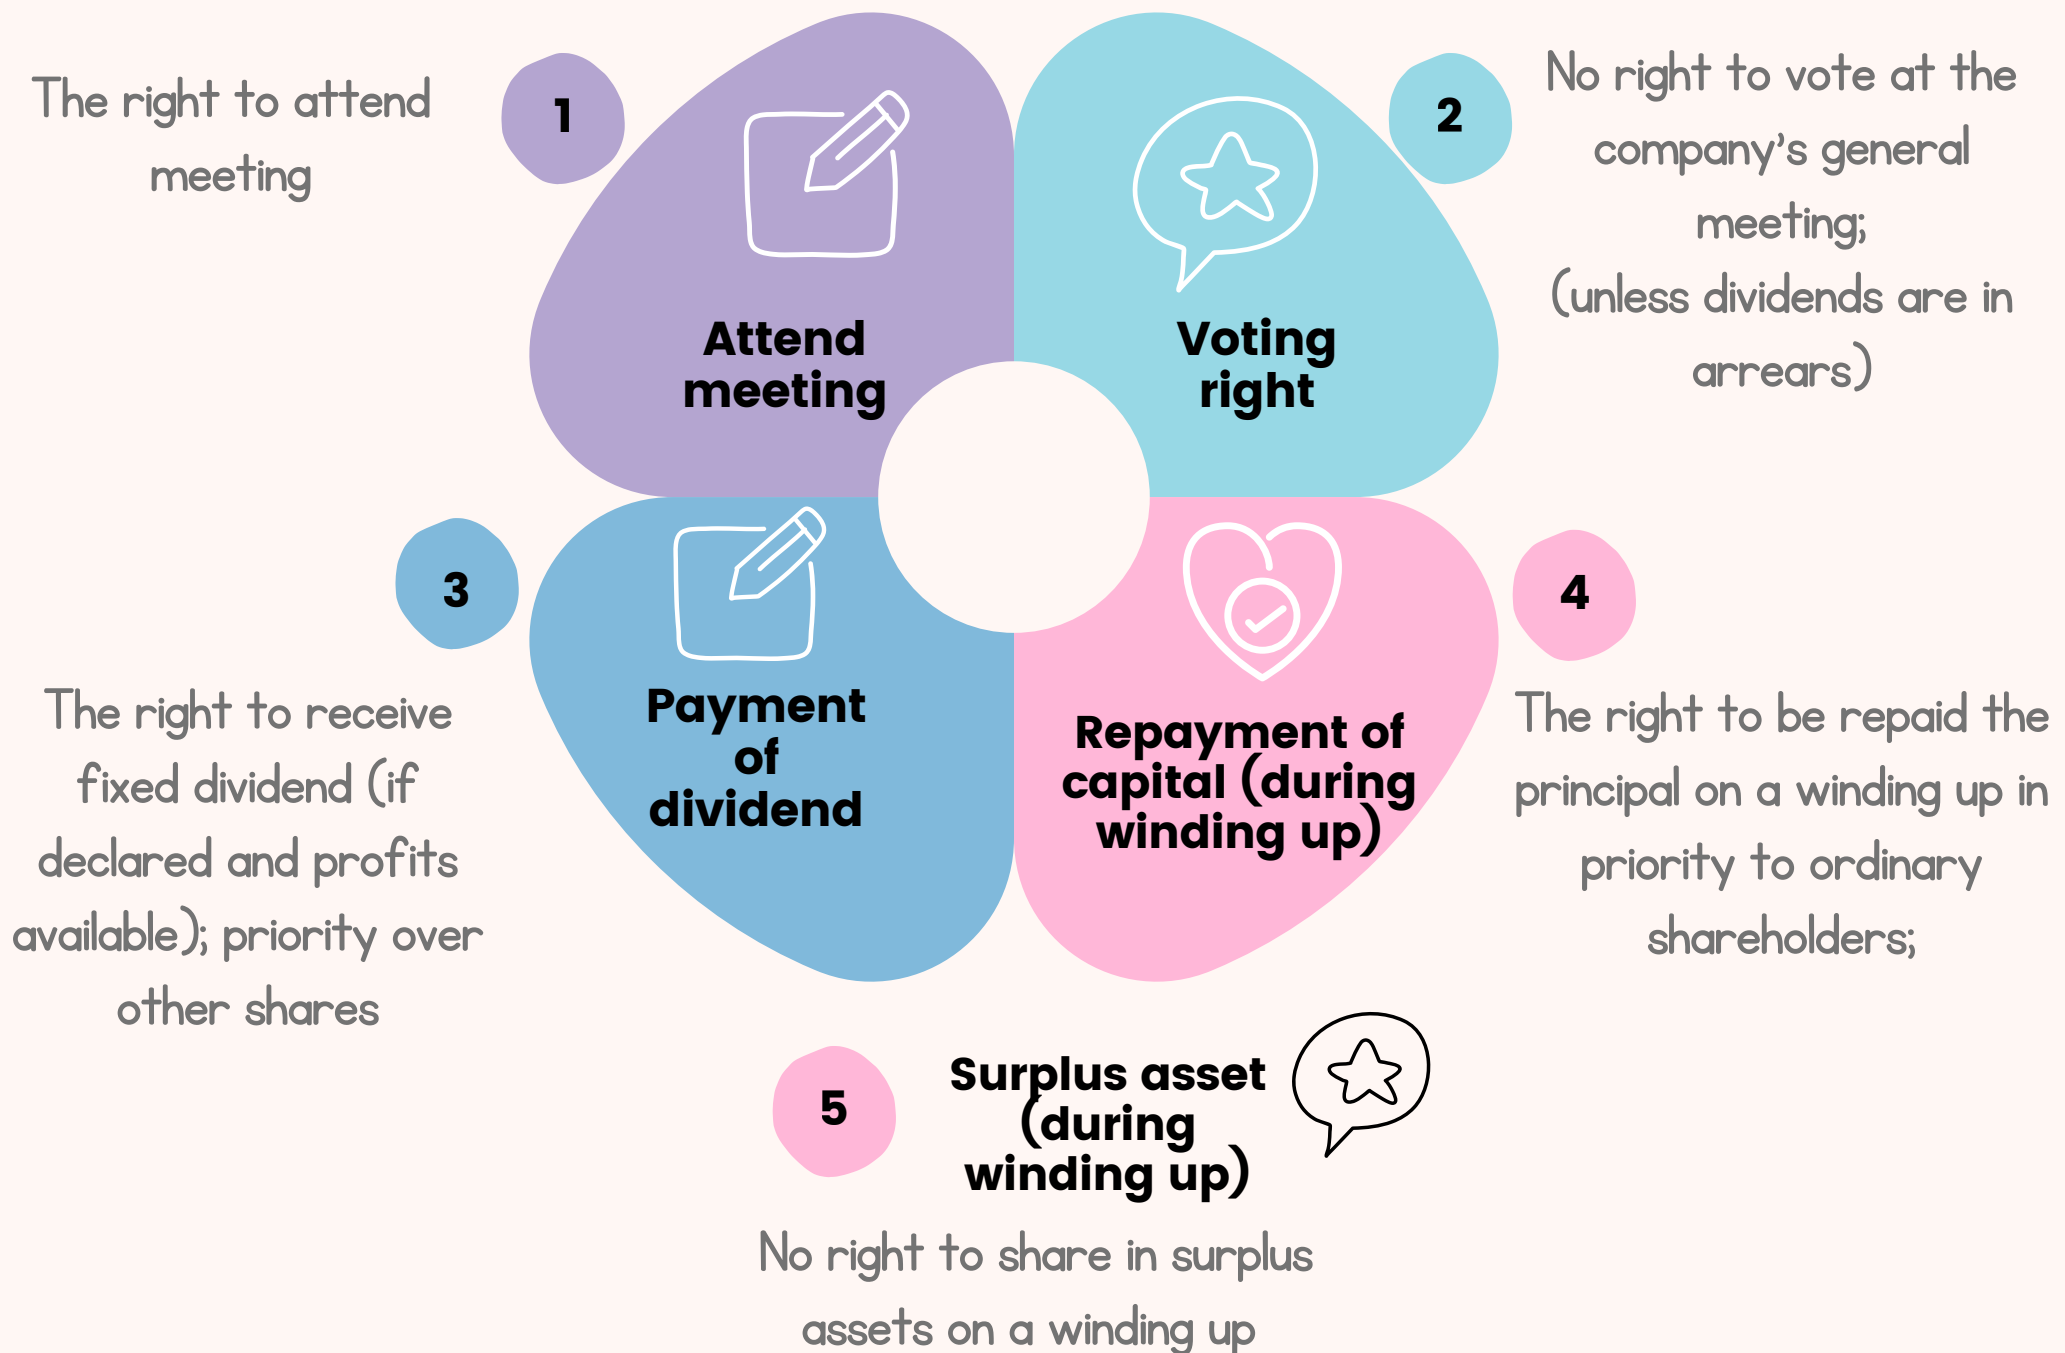 The right to attend
meeting
1
Attend
meeting
2
Voting
right
No right to vote at the
company's general
meeting;
(unless dividends are in
arrears)
3
Payment
of
dividend
The right to receive
fixed dividend (if
declared and profits
available); priority over
other shares
4
Repayment of
capital (during
winding up)
The right to be repaid the
principal on a winding up in
priority to ordinary
shareholders;
5
Surplus asset
(during
winding up)
No right to share in surplus
assets on a winding up